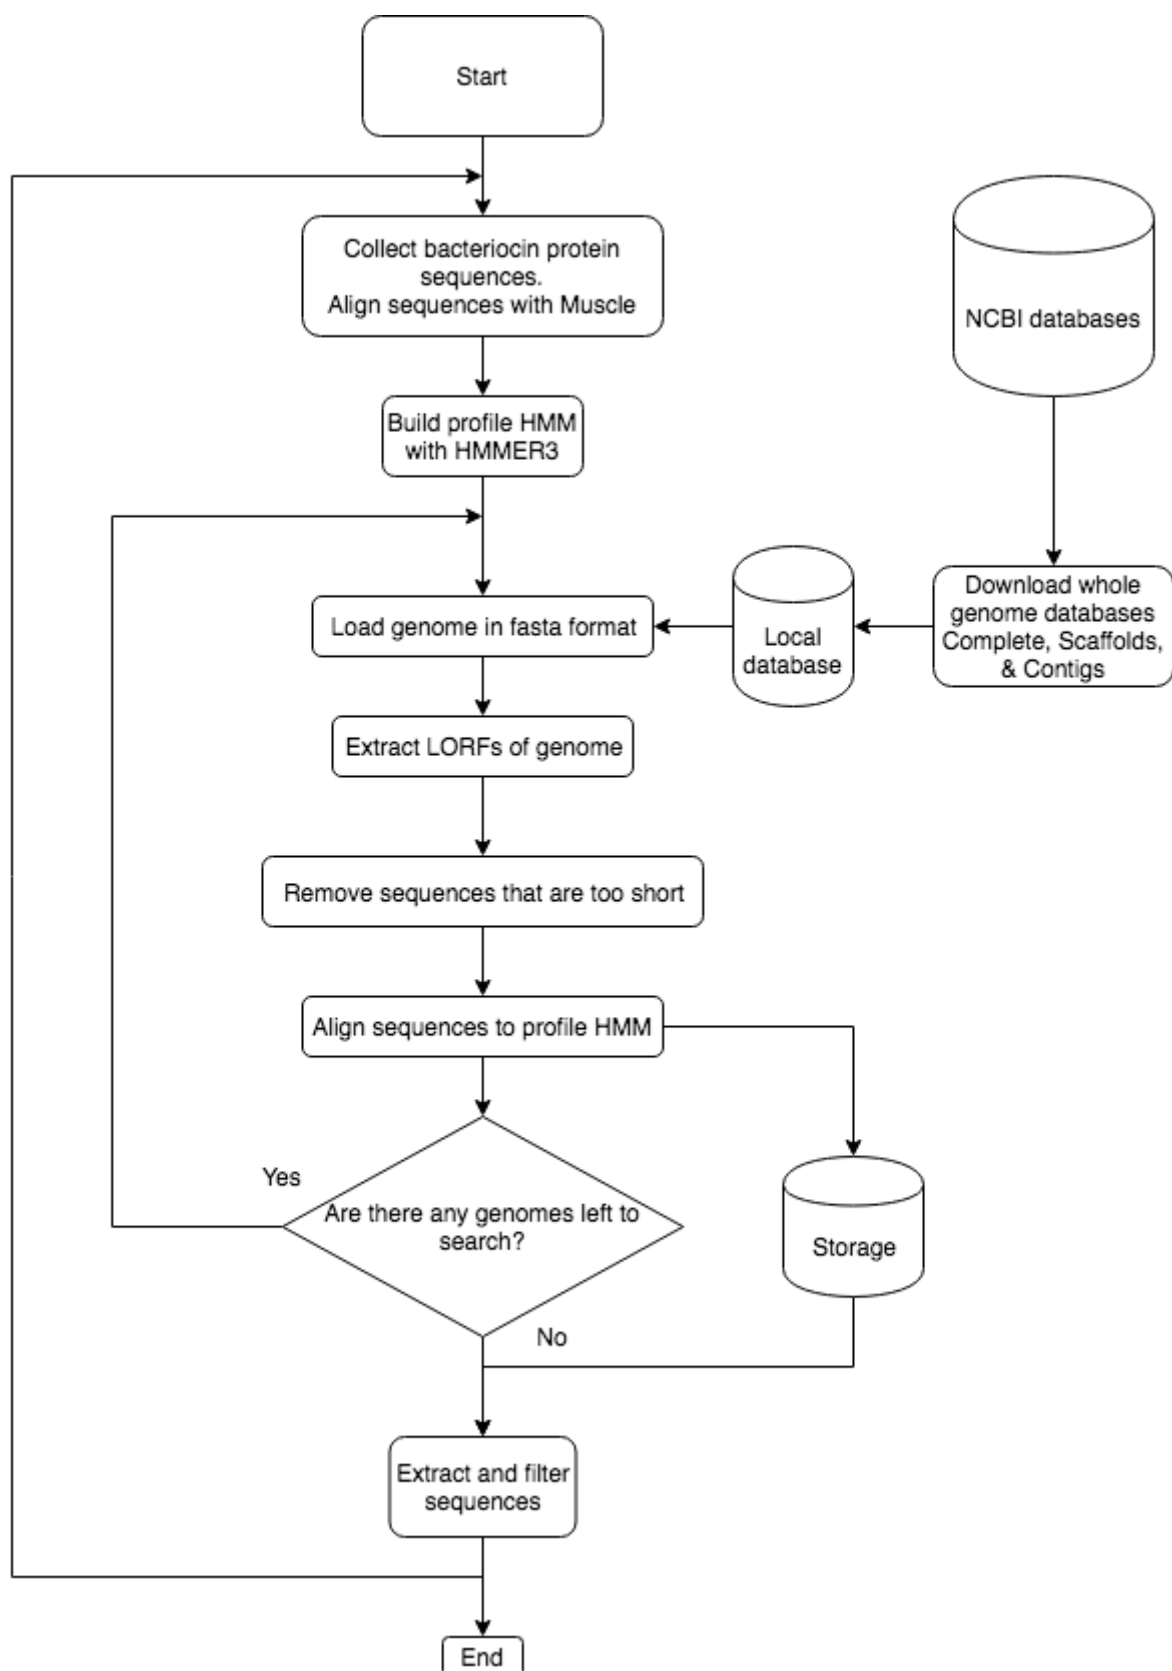 Start
Collect bacteriocin protein
sequences.
Align sequences with Muscle
NCBI databases
Build profile HMM
with HMMER3
Download whole
genome databases
Complete, Scaffolds,
& Contigs
Local
database
Load genome in fasta format
Extract LORFs of genome
Remove sequences that are too short
Align sequences to profile HMM
Yes
Are there any genomes left to
search?
Storage
No
Extract and filter
sequences
End